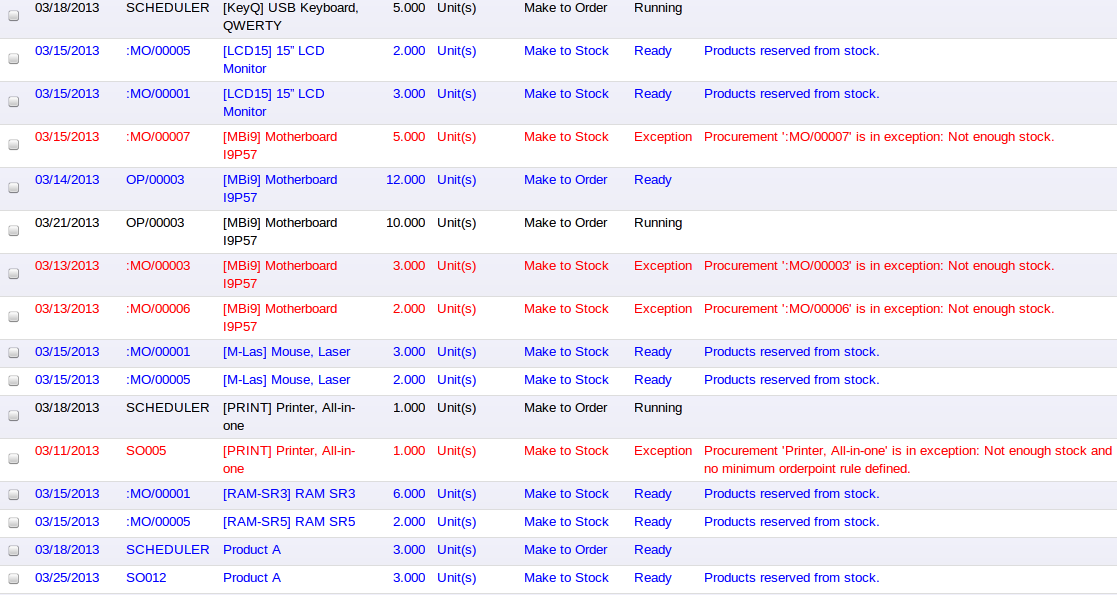 03/18/2013 SCHEDULER [KeyQ] USB Keyboard, 5.000 Unit(s) Make to Order Running
QWERTY
03/15/2013 :MO/00005 [LCD15] 15” LCD 2.000 Unit(s) Make to Stock Ready Products reserved from stock.
Monitor
03/15/2013 :MO/00001 [LCD15] 15” LCD 3.000 Unit(s) Make to Stock Ready Products reserved from stock.
Monitor
03/15/2013 :MO/00007 [MBi9] Motherboard 5.000 Unit(s) Make to Stock Exception Procurement ':MO/00007' is in exception: Not enough stock.
I9P57
03/14/2013 OP/00003 [MBi9] Motherboard 12.000 Unit(s) Make to Order Ready
I9P57
03/21/2013 OP/00003 [MBi9] Motherboard 10.000 Unit(s) Make to Order Running
I9P57
03/13/2013 :MO/00003 [MBi9] Motherboard 3.000 Unit(s) Make to Stock Exception Procurement ':MO/00003' is in exception: Not enough stock.
I9P57
03/13/2013 :MO/00006 [MBi9] Motherboard 2.000 Unit(s) Make to Stock Exception Procurement ':MO/00006' is in exception: Not enough stock.
I9P57
03/15/2013 :MO/00001 [M-Las] Mouse, Laser 3.000 Unit(s) Make to Stock Ready Products reserved from stock.
03/15/2013 :MO/00005 [M-Las] Mouse, Laser 2.000 Unit(s) Make to Stock Ready Products reserved from stock.
03/18/2013 SCHEDULER [PRINT] Printer, All-in- 1.000 Unit(s) Make to Order Running
one
03/11/2013 SO005 [PRINT] Printer, All-in- 1.000 Unit(s) Make to Stock Exception Procurement 'Printer, All-in-one' is in exception: Not enough stock and
one no minimum orderpoint rule defined.
03/15/2013 :MO/00001 [RAM-SR3] RAM SR3 6.000 Unit(s) Make to Stock Ready Products reserved from stock.
03/15/2013 :MO/00005 [RAM-SR5] RAM SR5 2.000 Unit(s) Make to Stock Ready Products reserved from stock.
03/18/2013 SCHEDULER Product A 3.000 Unit(s) Make to Order Ready
03/25/2013 SO012 Product A 3.000 Unit(s) Make to Stock Ready Products reserved from stock.